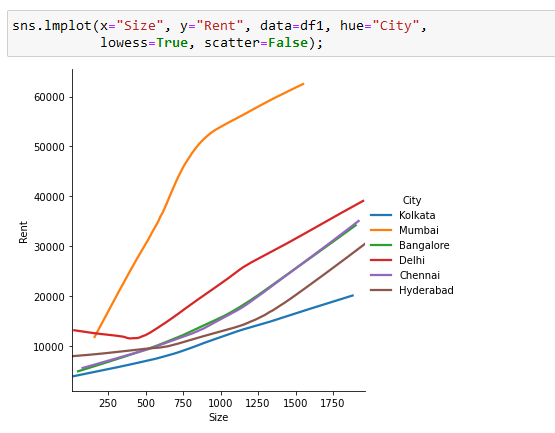 sns.lmplot(x="Size", y="Rent", data=df1, hue="City",
lowess=True, scatter=False);
60000
50000
40000
30000
20000
10000
Rent
250 500 750 1000 1250 1500 1750
Size
City
Kolkata
Mumbai
Bangalore
Delhi
Chennai
Hyderabad